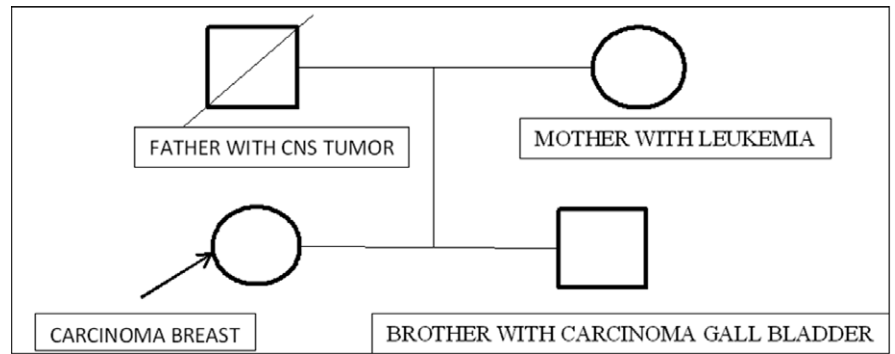 FATHER WITH CNS TUMOR
MOTHER WITH LEUKEMIA
CARCINOMA BREAST
BROTHER WITH CARCINOMA GALL BLADDER